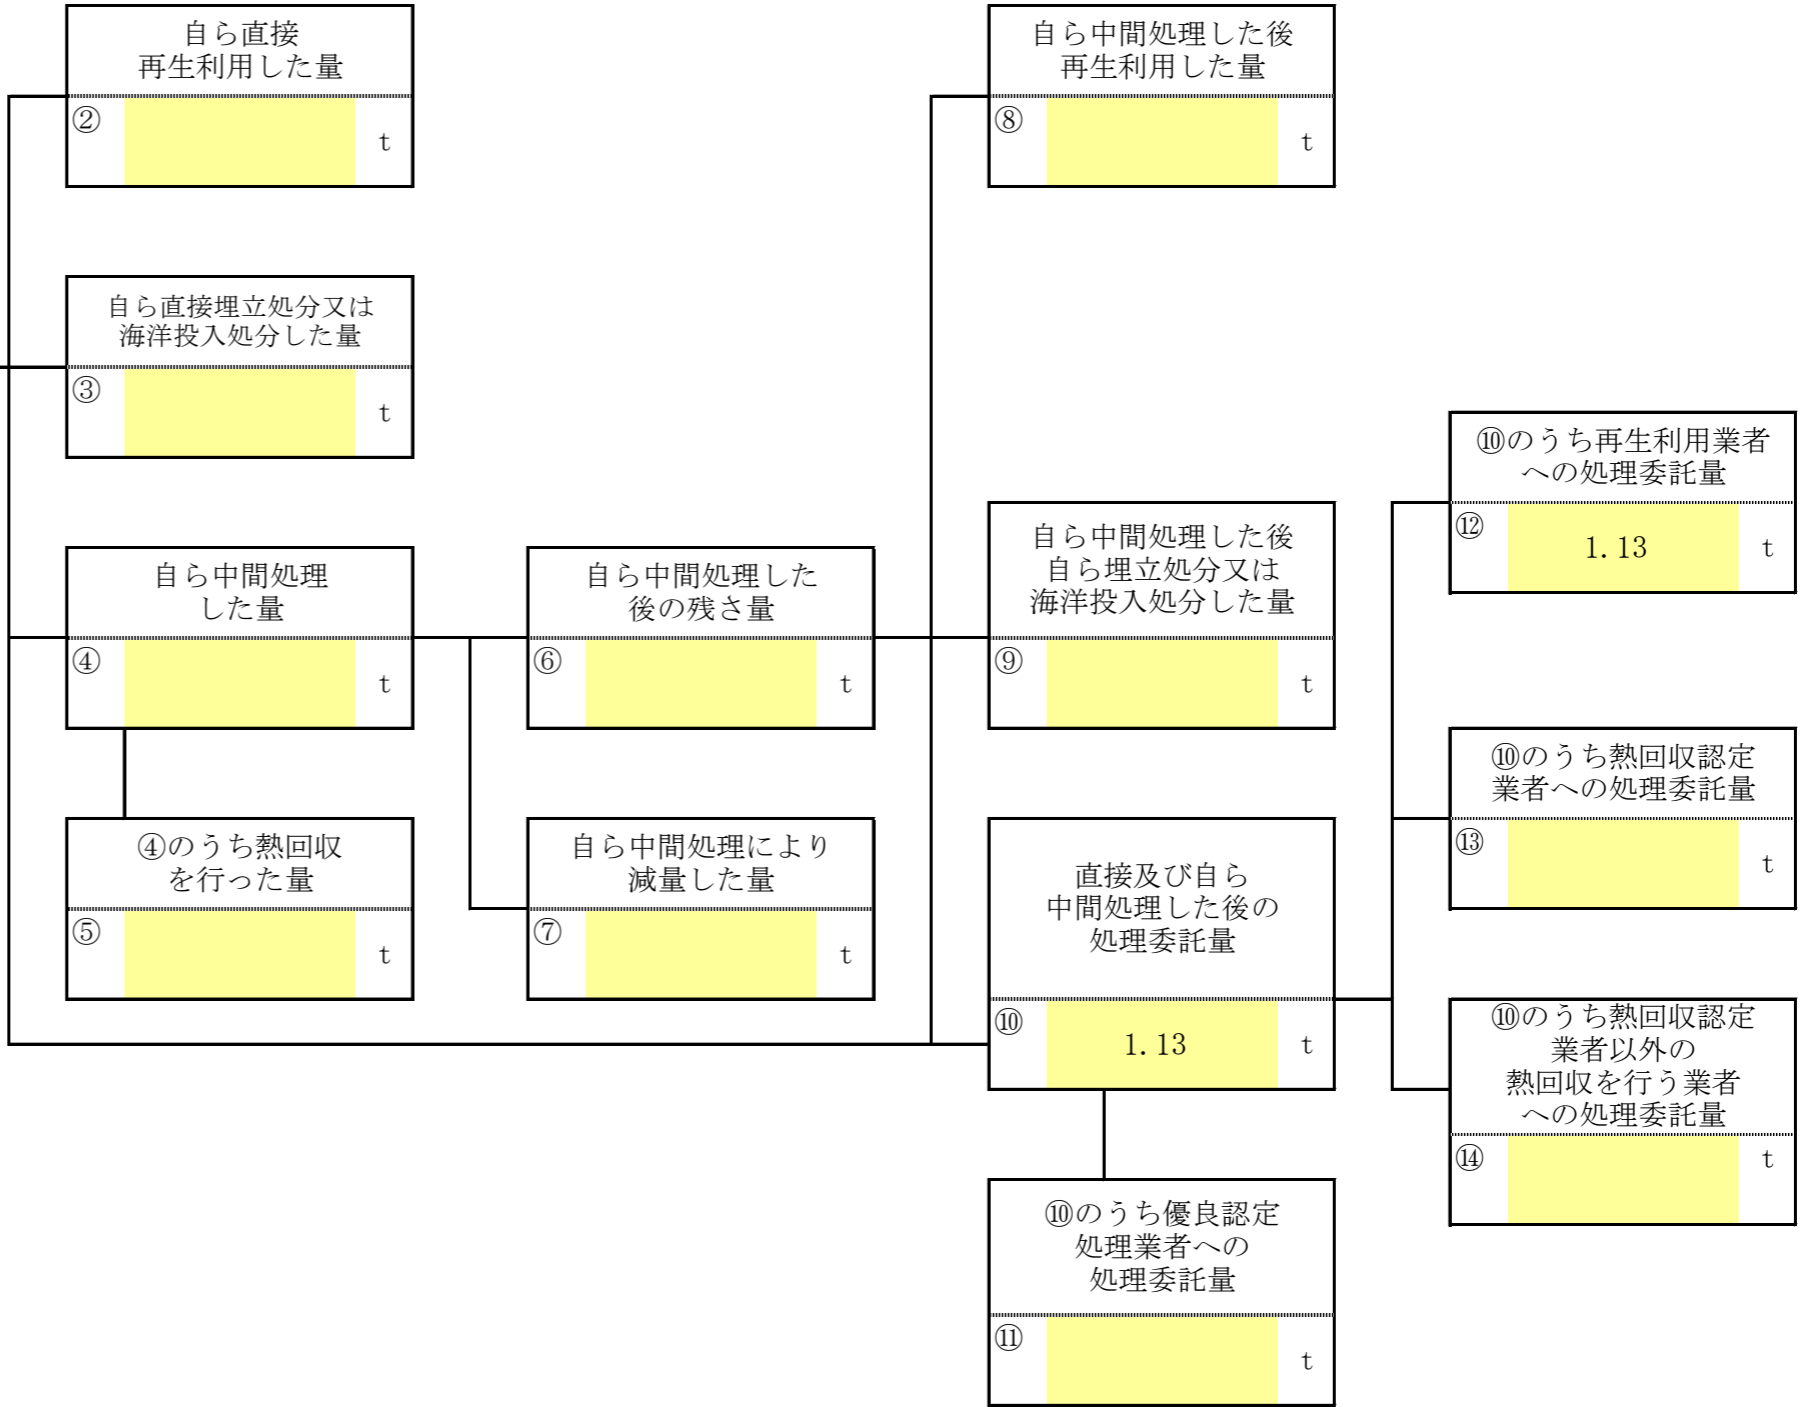 自ら直接
再生利用した量
②
t
自ら中間処理した後
再生利用した量
⑧
t
自ら直接埋立処分又は
海洋投入処分した量
③
t
⑩のうち再生利用業者
への処理委託量
⑫
1.13
t
自ら中間処理
した量
④
t
自ら中間処理した
後の残さ量
⑥
t
自ら中間処理した後
自ら埋立処分又は
海洋投入処分した量
⑨
t
⑩のうち熱回収認定
業者への処理委託量
⑬
t
④のうち熱回収
を行った量
⑤
t
自ら中間処理により
減量した量
⑦
t
直接及び自ら
中間処理した後の
処理委託量
⑩
1.13
t
⑩のうち熱回収認定
業者以外の
熱回収を行う業者
への処理委託量
⑭
t
⑩のうち優良認定
処理業者への
処理委託量
⑪
t